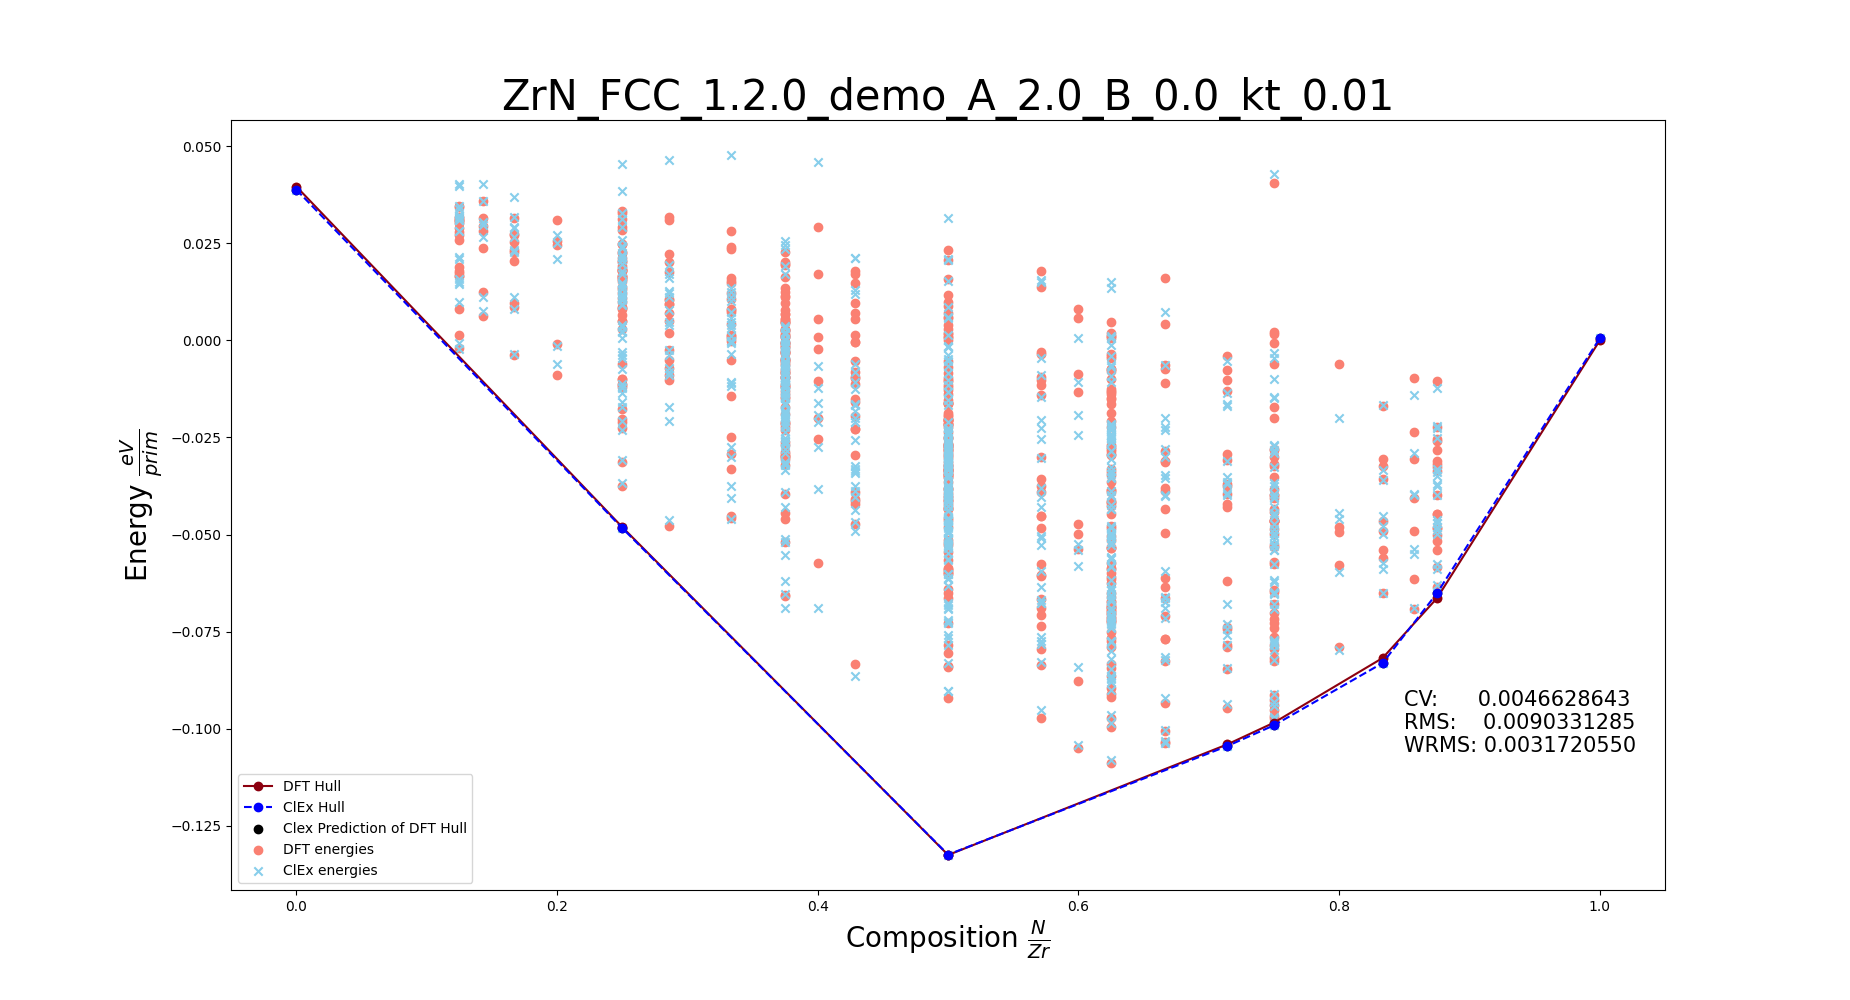 ZrN_FCC_1.2.0_demo_A_2.0_B_0.0_kt_0.01
0.050
0.025
0.000
−0.025
−0.050
−0.075
−0.100
−0.125
Energy eV/prim
CV: 0.0046628643
RMS: 0.0090331285
WRMS: 0.0031720550
DFT Hull
ClEx Hull
Clex Prediction of DFT Hull
DFT energies
ClEx energies
0.0 0.2 0.4 0.6 0.8 1.0
Composition N/Zr